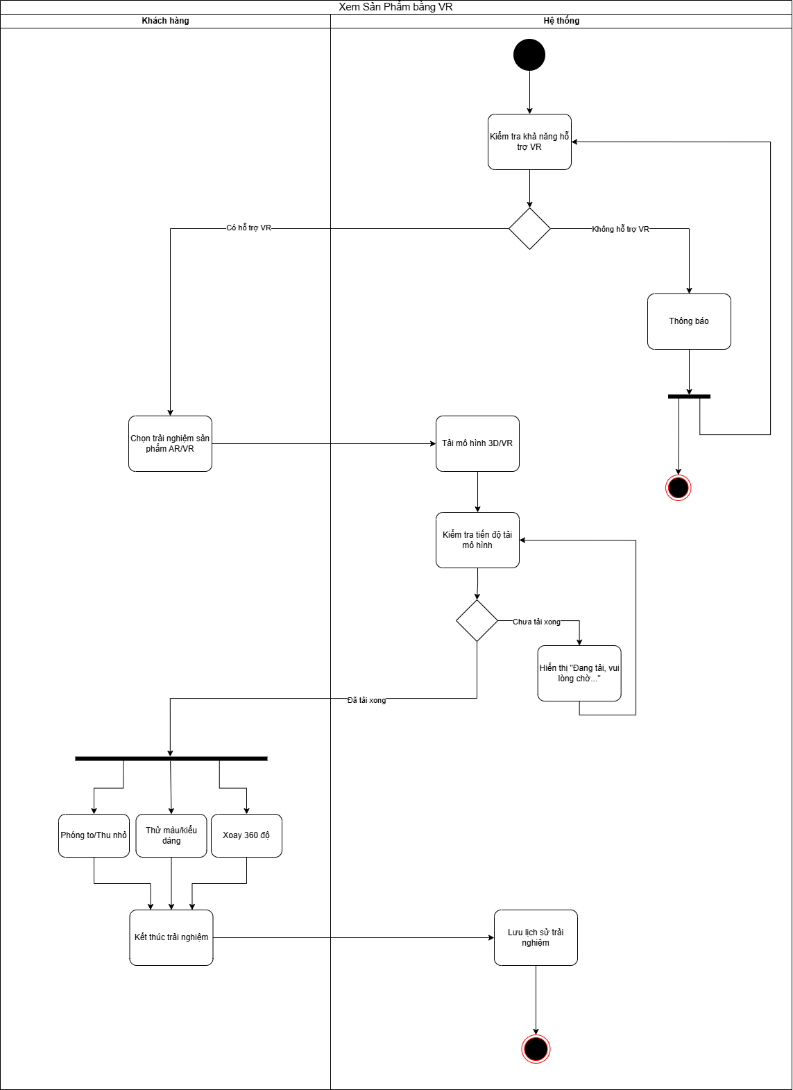 Xem Sản Phẩm bằng VR
Khách hàng
Hệ thống
Kiểm tra khả năng hỗ
trợ VR
Có hỗ trợ VR
Không hỗ trợ VR
Thông báo
Chọn trải nghiệm sản
phẩm AR/VR
Tải mô hình 3D/VR
Kiểm tra tiến độ tải
mô hình
Chưa tải xong
Hiển thị "Đang tải, vui
lòng chờ..."
Đã tải xong
Phóng to/Thu nhỏ
Thử màu/kiểu
dáng
Xoay 360 độ
Kết thúc trải nghiệm
Lưu lịch sử trải
nghiệm